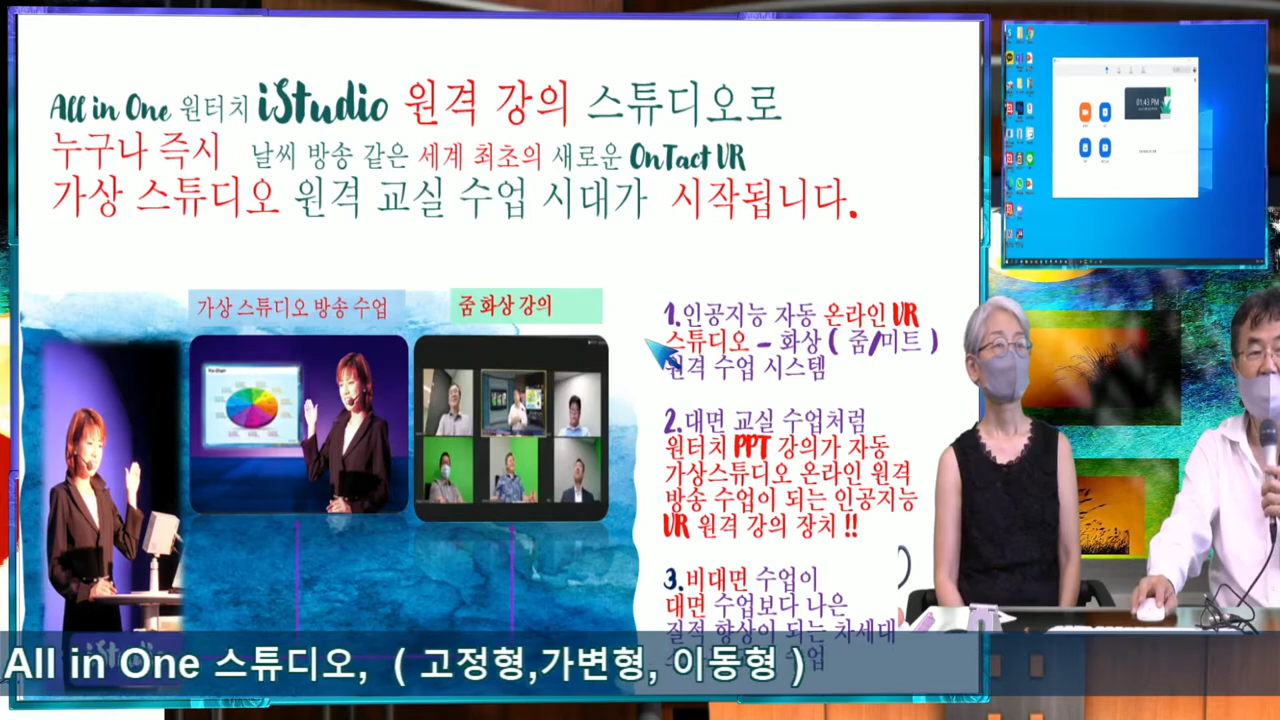 All in One 원터치 iStudio 원격 강의 스튜디오로
누구나 즉시 날씨 방송 같은 세계 최초의 새로운 OnTact VR
가상 스튜디오 원격 교실 수업 시대가 시작됩니다.
가상 스튜디오 방송 수업
줌 화상 강의
1.인공지능 자동 온라인 VR
스튜디오 - 화상 ( 줌/미트 )
원격 수업 시스템
2.대면 교실 수업처럼
원터치 PPT 강의가 자동
가상스튜디오 온라인 원격
방송 수업이 되는 인공지능
VR 원격 강의 장치 !!
3.비대면 수업이
대면 수업보다 나은
질적 향상이 되는 차세대
수업
iStudio
All in One 스튜디오, ( 고정형,가변형, 이동형 )
01:43 PM